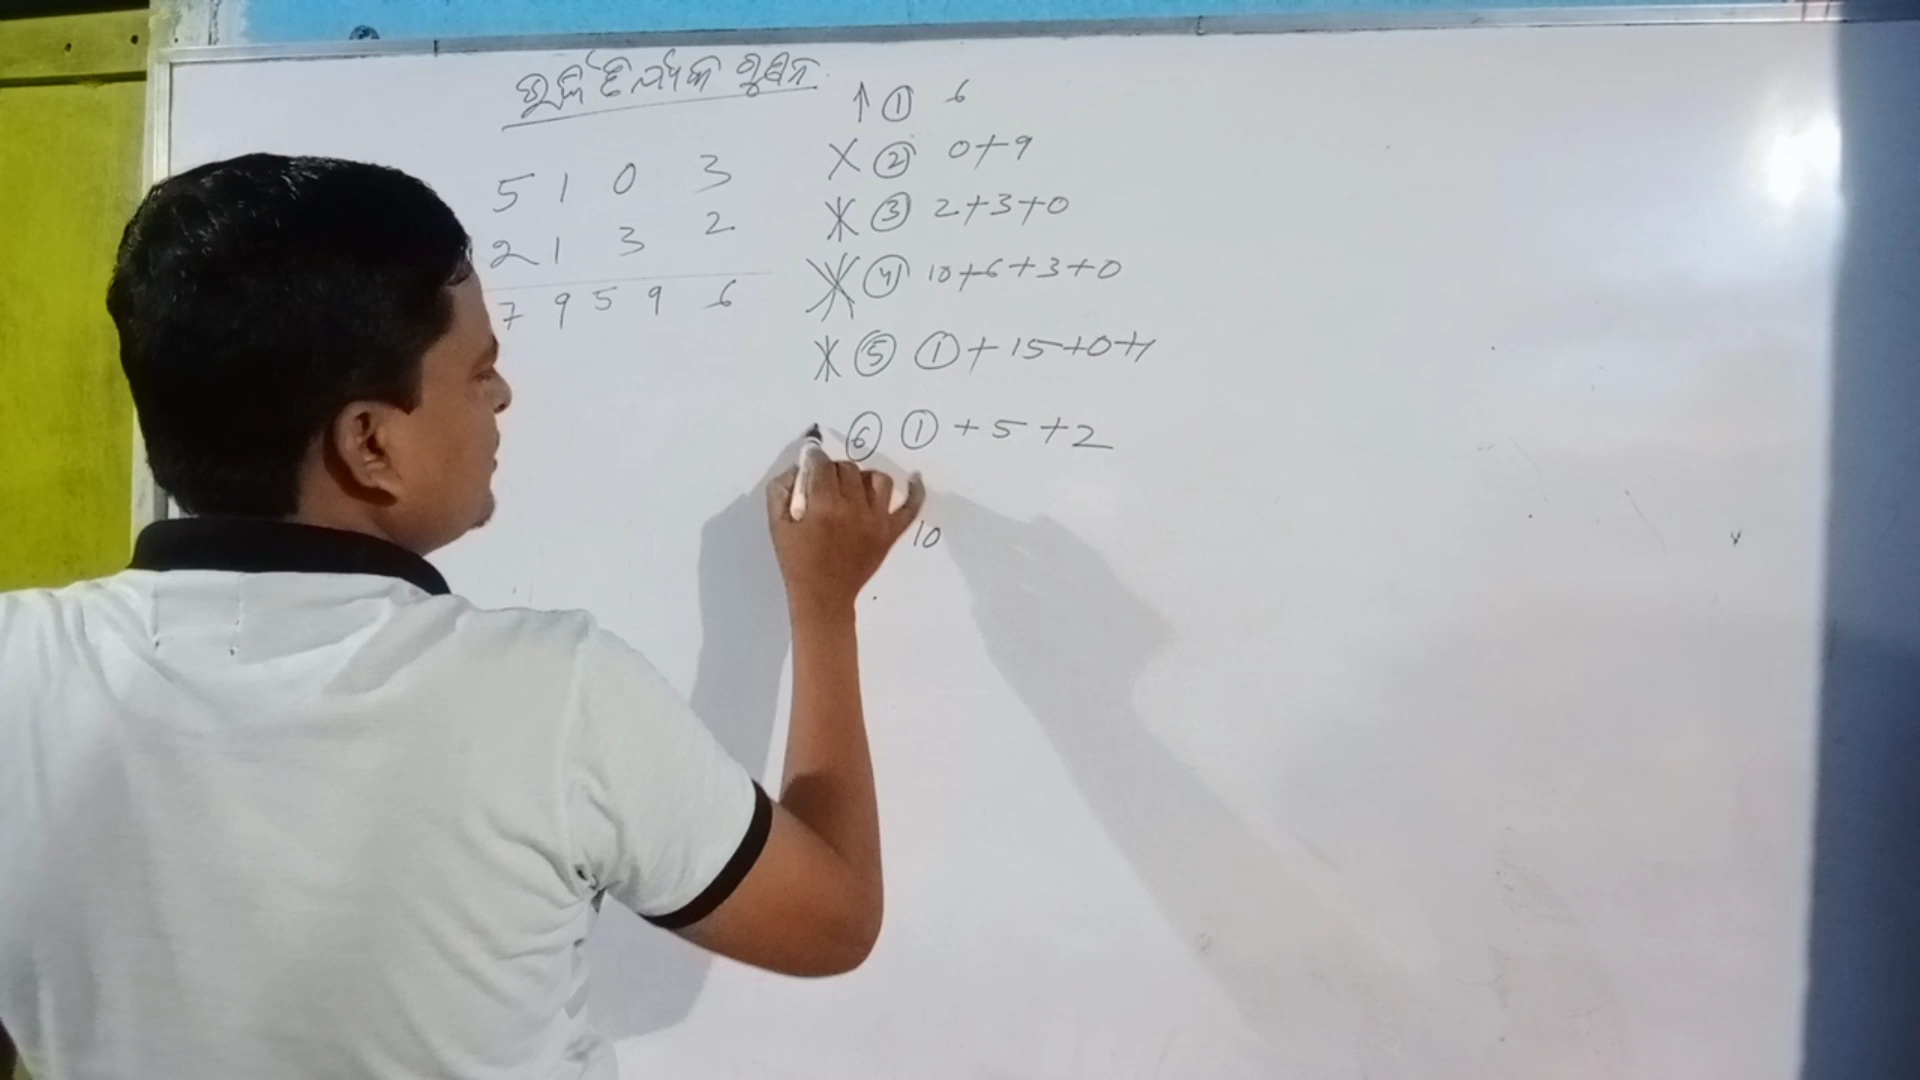 ଊର୍ଦ୍ଧ୍ୱତିର୍ଯ୍ୟକ ଗୁଣନ
5 1 0 3
2 1 3 2
7 9 5 9 6
↑ ① 6
X ② 0+9
③ 2+3+0
④ 10+6+3+0
⑤ ① + 15+0+1
⑥ ① + 5 + 2
10